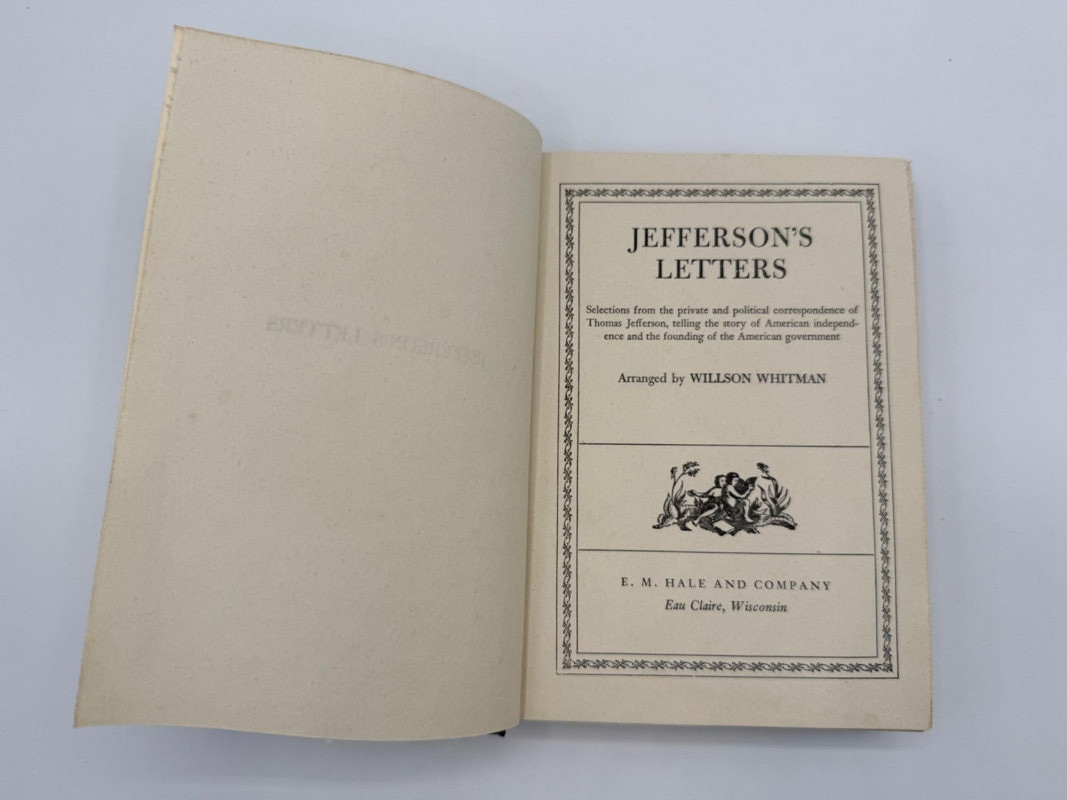 JEFFERSON'S
LETTERS
Selections from the private and political correspondence of
Thomas Jefferson, telling the story of American independ-
ence and the founding of the American government
Arranged by WILLSON WHITMAN
E. M. HALE AND COMPANY
Eau Claire, Wisconsin